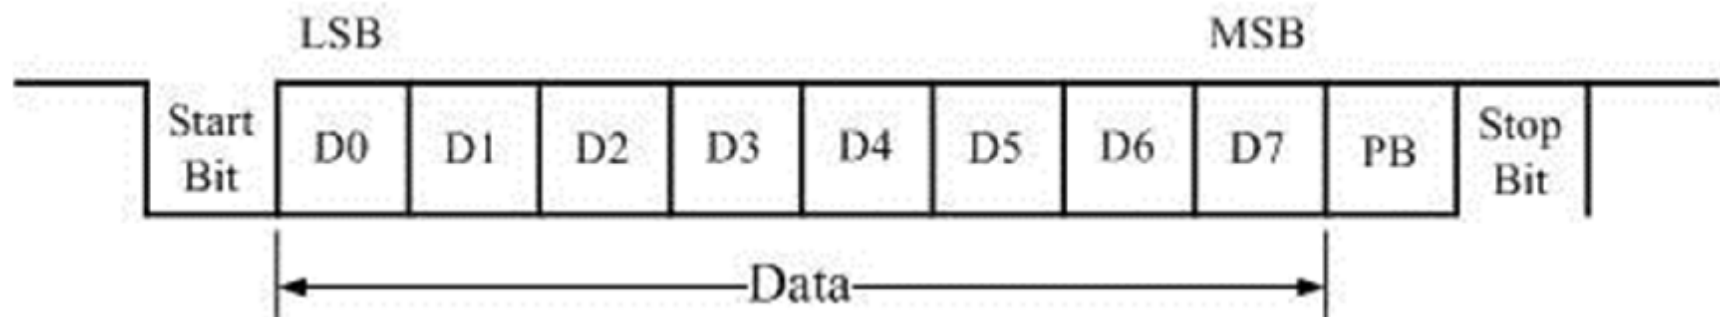 LSB MSB
Start Bit D0 D1 D2 D3 D4 D5 D6 D7 PB Stop Bit
Data